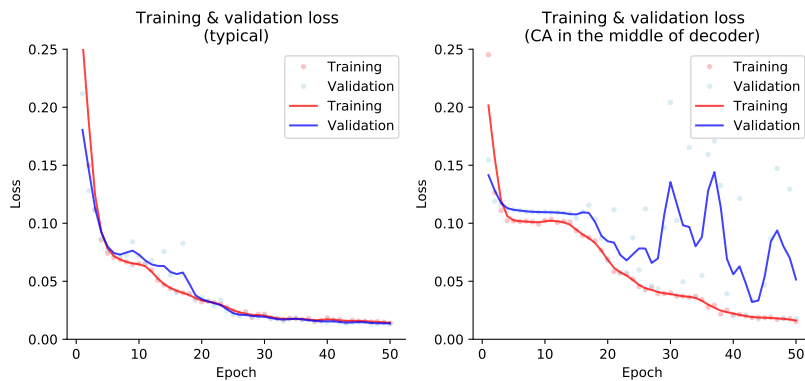 Training & validation loss
(typical)
0.25
0.20
0.15
0.10
0.05
0.00
Loss
0
10
20
30
40
50
Epoch
Training
Validation
Training
Validation
Training & validation loss
(CA in the middle of decoder)
0.25
0.20
0.15
0.10
0.05
0.00
Loss
0
10
20
30
40
50
Epoch
Training
Validation
Training
Validation